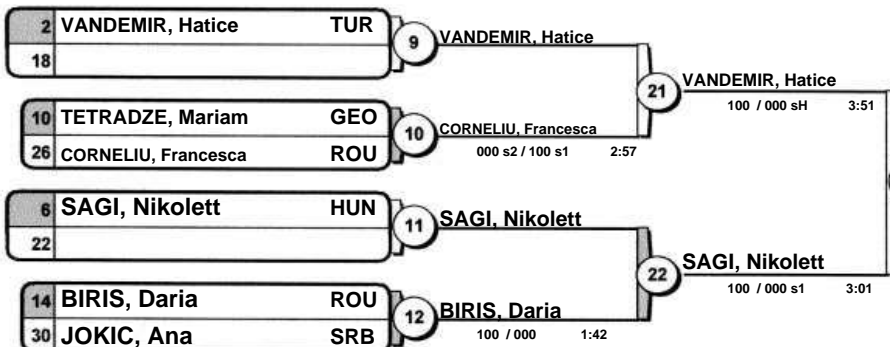 2 VANDEMIR, Hatice TUR
18
9 VANDEMIR, Hatice
10 TETRADZE, Mariam GEO
26 CORNELIU, Francesca ROU
10 CORNELIU, Francesca
000 s2 / 100 s1 2:57
21 VANDEMIR, Hatice
100 / 000 sH 3:51
6 SAGI, Nikolett HUN
22
11 SAGI, Nikolett
14 BIRIS, Daria ROU
30 JOKIC, Ana SRB
12 BIRIS, Daria
100 / 000 1:42
22 SAGI, Nikolett
100 / 000 s1 3:01